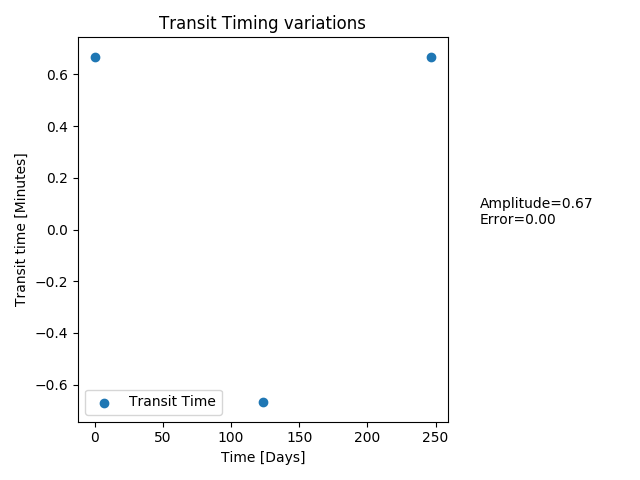 Transit Timing variations
Transit time [Minutes]
0.6
0.4
0.2
0.0
−0.2
−0.4
−0.6
Amplitude=0.67
Error=0.00
Transit Time
0
50
100
150
200
250
Time [Days]